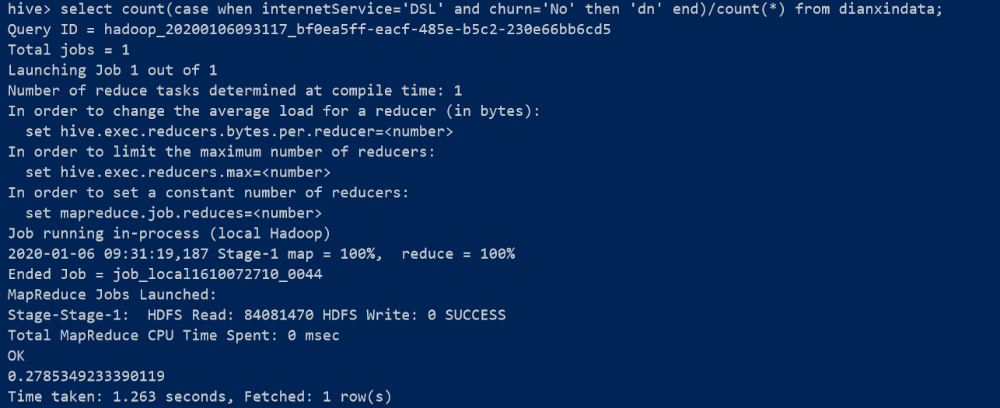 hive> select count(case when internetService='DSL' and churn='No' then 'dn' end)/count(*) from dianxindata;
Query ID = hadoop_20200106093117_bf0ea5ff-eacf-485e-b5c2-230e66bb6cd5
Total jobs = 1
Launching Job 1 out of 1
Number of reduce tasks determined at compile time: 1
In order to change the average load for a reducer (in bytes):
  set hive.exec.reducers.bytes.per.reducer=<number>
In order to limit the maximum number of reducers:
  set hive.exec.reducers.max=<number>
In order to set a constant number of reducers:
  set mapreduce.job.reduces=<number>
Job running in-process (local Hadoop)
2020-01-06 09:31:19,187 Stage-1 map = 100%,  reduce = 100%
Ended Job = job_local1610072710_0044
MapReduce Jobs Launched:
Stage-Stage-1:  HDFS Read: 84081470 HDFS Write: 0 SUCCESS
Total MapReduce CPU Time Spent: 0 msec
OK
0.2785349233390119
Time taken: 1.263 seconds, Fetched: 1 row(s)